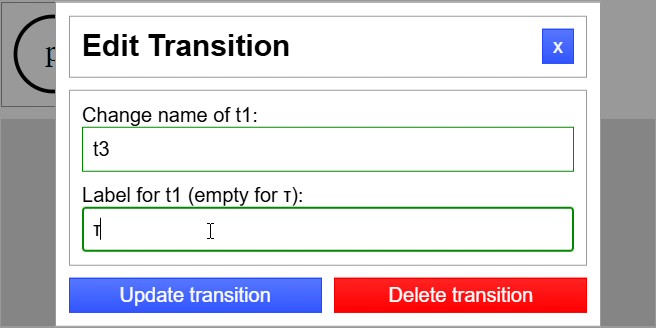 p
Edit Transition
x
Change name of t1:
t3
Label for t1 (empty for τ):
τ
Update transition
Delete transition